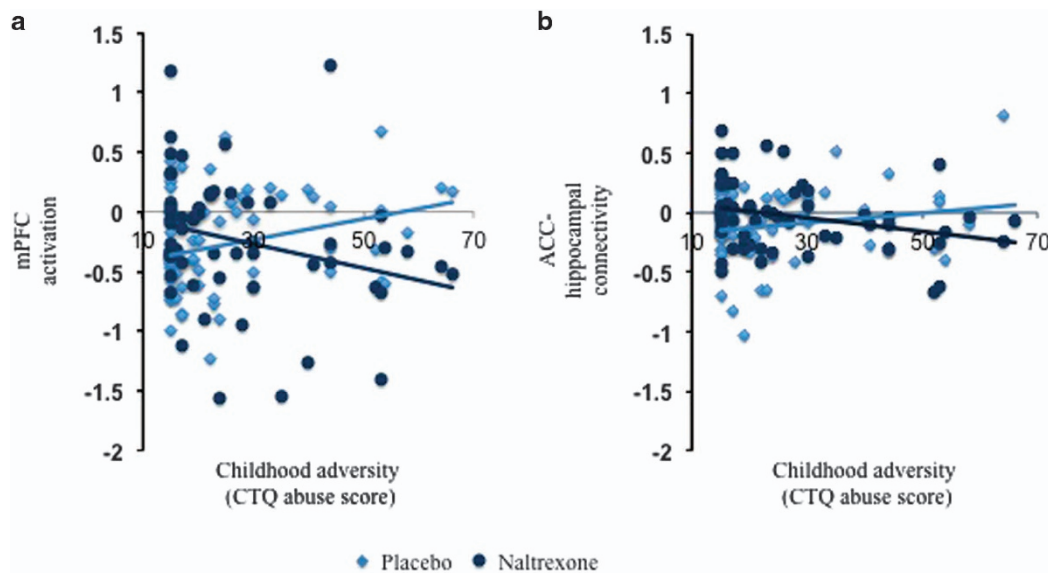 a
1.5
1
0.5
0
-0.5
-1
-1.5
-2
10
30
50
70
mPFC
activation
Childhood adversity
(CTQ abuse score)
b
1.5
1
0.5
0
-0.5
-1
-1.5
-2
10
30
50
70
ACC-
hippocampal
connectivity
Childhood adversity
(CTQ abuse score)
Placebo Naltrexone